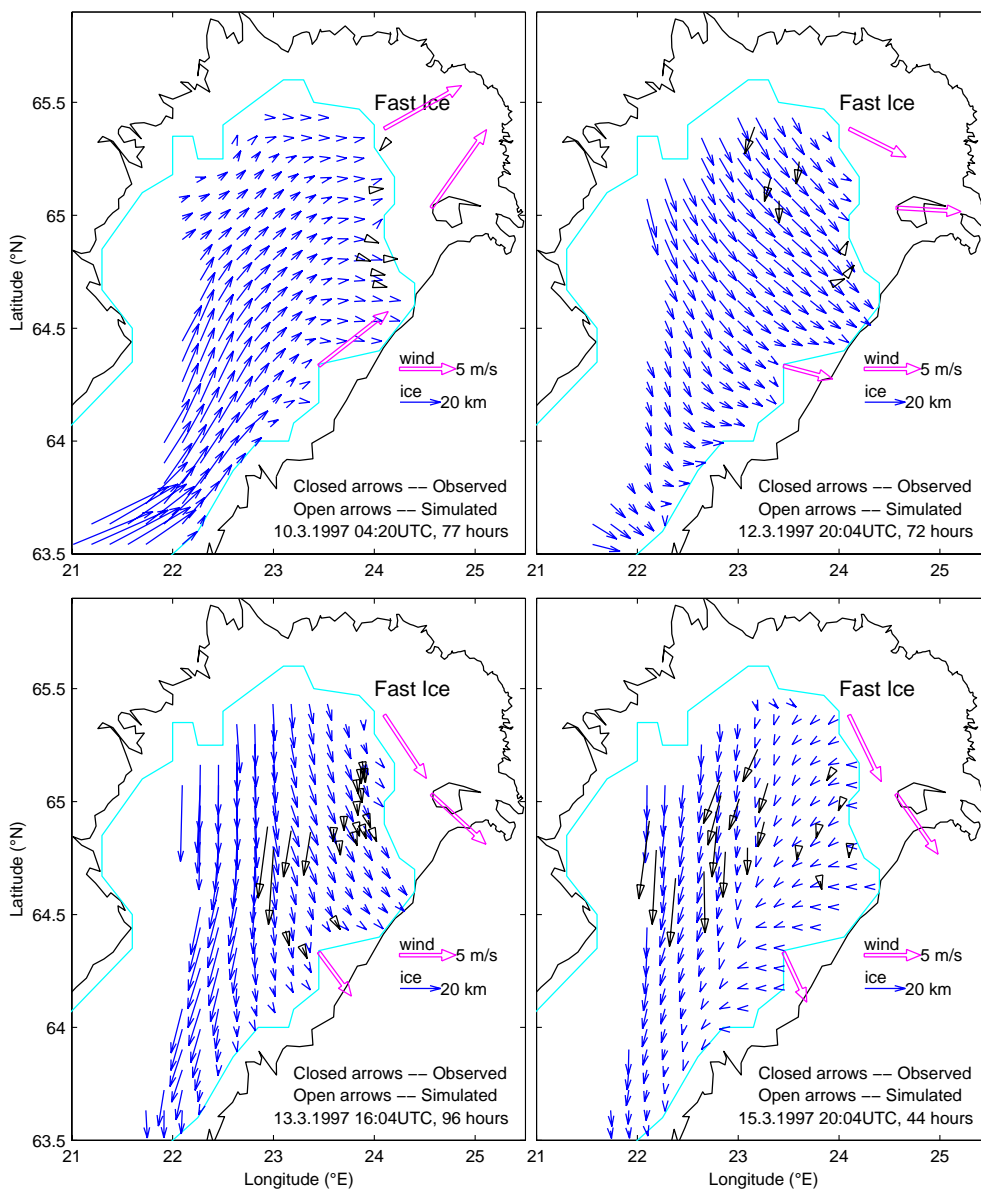 65.5
65
64.5
64
63.5
Latitude (°N)
Fast Ice
wind
5 m/s
ice
20 km
Closed arrows −− Observed
Open arrows −− Simulated
10.3.1997 04:20UTC, 77 hours
21 22 23 24 25
Fast Ice
wind
5 m/s
ice
20 km
Closed arrows −− Observed
Open arrows −− Simulated
12.3.1997 20:04UTC, 72 hours
21 22 23 24 25
65.5
65
64.5
64
63.5
Latitude (°N)
Fast Ice
wind
5 m/s
ice
20 km
Closed arrows −− Observed
Open arrows −− Simulated
13.3.1997 16:04UTC, 96 hours
21 22 23 24 25
Longitude (°E)
Fast Ice
wind
5 m/s
ice
20 km
Closed arrows −− Observed
Open arrows −− Simulated
15.3.1997 20:04UTC, 44 hours
21 22 23 24 25
Longitude (°E)